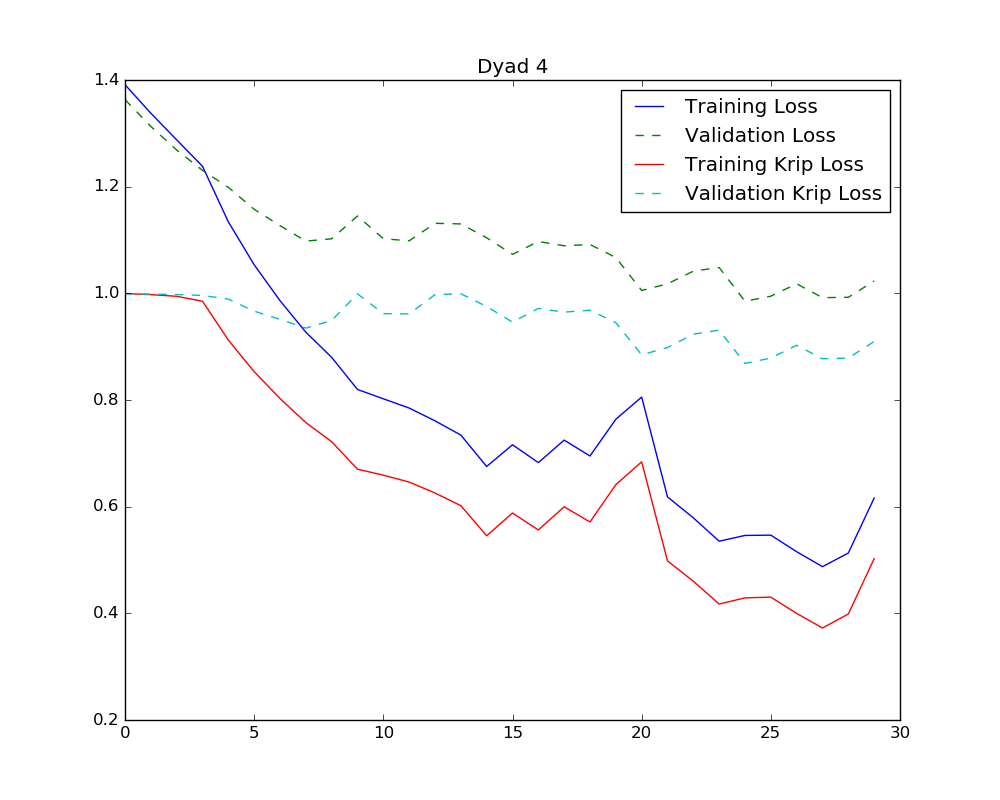 Dyad 4
1.4
1.2
1.0
0.8
0.6
0.4
0.2
0 5 10 15 20 25 30
Training Loss
Validation Loss
Training Krip Loss
Validation Krip Loss